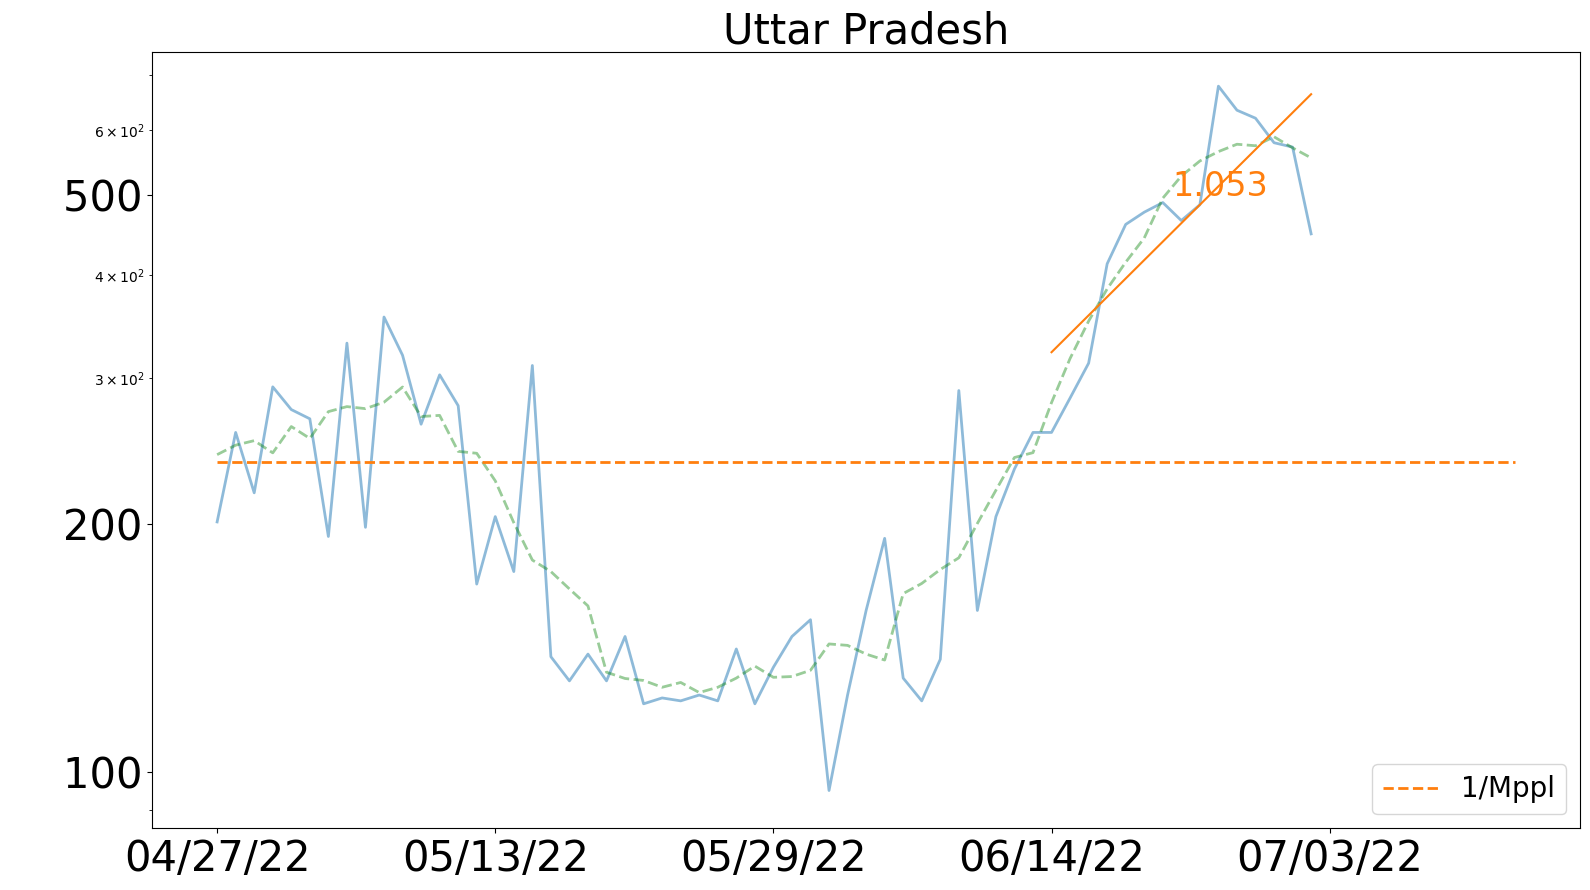 Uttar Pradesh
6 × 10²
500
4 × 10²
3 × 10²
200
100
1.053
1/Mppl
04/27/22 05/13/22 05/29/22 06/14/22 07/03/22